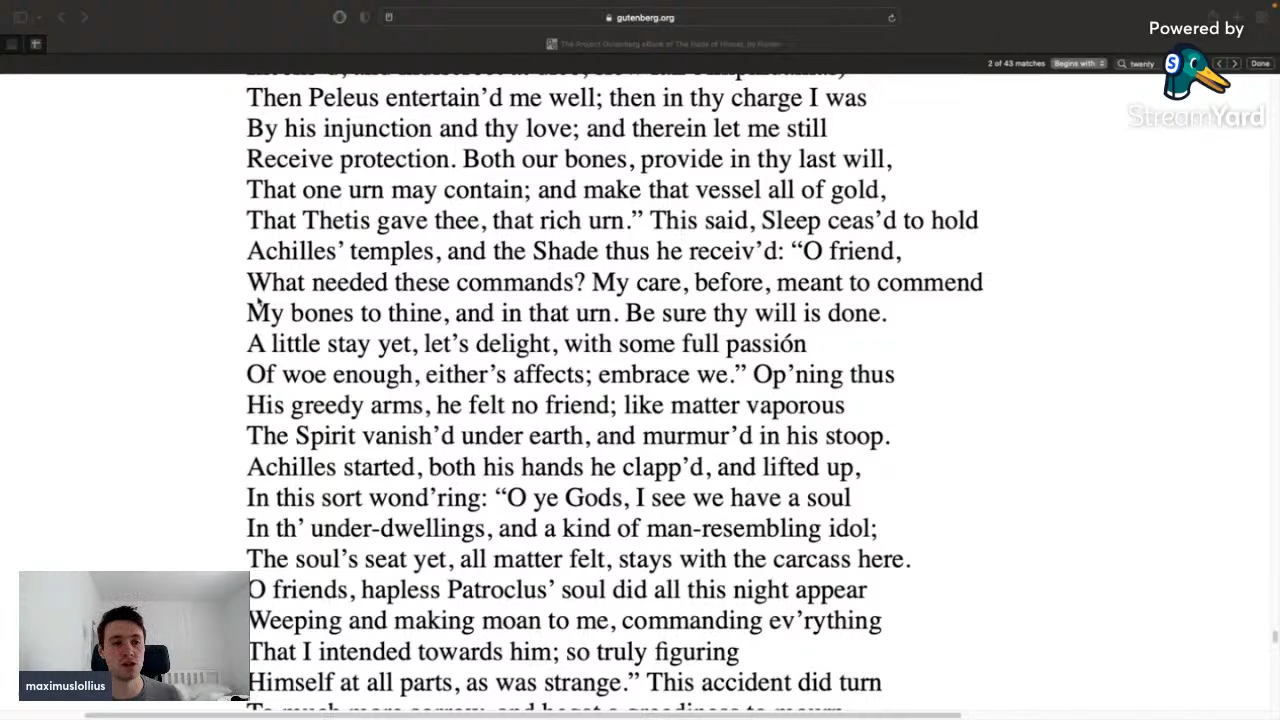 gutenberg.org
The Project Gutenberg eBook of The Iliads of Homer, by Homer
2 of 43 matches Begins with twenty Done
Powered by
StreamYard
Then Peleus entertain’d me well; then in thy charge I was
By his injunction and thy love; and therein let me still
Receive protection. Both our bones, provide in thy last will,
That one urn may contain; and make that vessel all of gold,
That Thetis gave thee, that rich urn.” This said, Sleep ceas’d to hold
Achilles’ temples, and the Shade thus he receiv’d: “O friend,
What needed these commands? My care, before, meant to commend
My bones to thine, and in that urn. Be sure thy will is done.
A little stay yet, let’s delight, with some full passión
Of woe enough, either’s affects; embrace we.” Op’ning thus
His greedy arms, he felt no friend; like matter vaporous
The Spirit vanish’d under earth, and murmur’d in his stoop.
Achilles started, both his hands he clapp’d, and lifted up,
In this sort wond’ring: “O ye Gods, I see we have a soul
In th’ under-dwellings, and a kind of man-resembling idol;
The soul’s seat yet, all matter felt, stays with the carcass here.
O friends, hapless Patroclus’ soul did all this night appear
Weeping and making moan to me, commanding ev’rything
That I intended towards him; so truly figuring
Himself at all parts, as was strange.” This accident did turn
maximuslollius